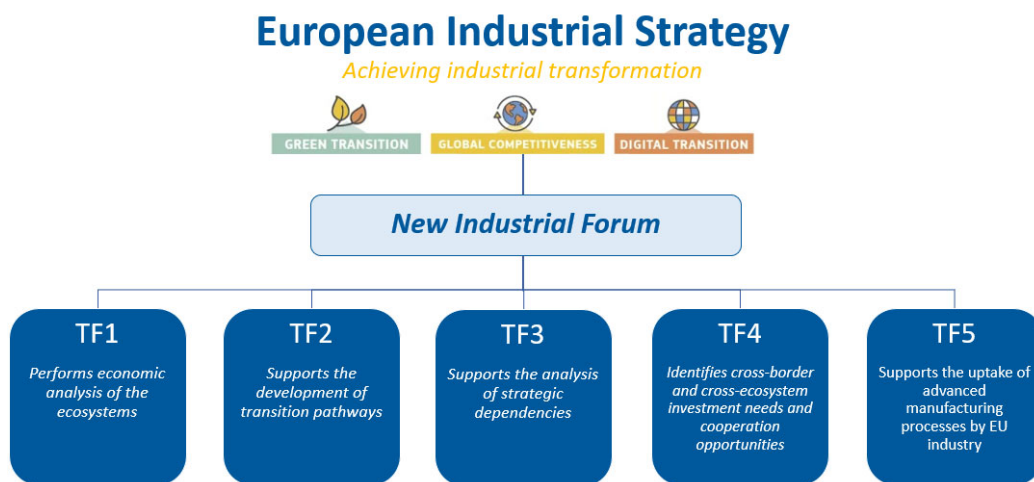 European Industrial Strategy
Achieving industrial transformation
GREEN TRANSITION
GLOBAL COMPETITIVENESS
DIGITAL TRANSITION
New Industrial Forum
TF1
Performs economic
analysis of the
ecosystems
TF2
Supports the
development of
transition pathways
TF3
Supports the analysis
of strategic
dependencies
TF4
Identifies cross-border
and cross-ecosystem
investment needs and
cooperation
opportunities
TF5
Supports the uptake of
advanced
manufacturing
processes by EU
industry